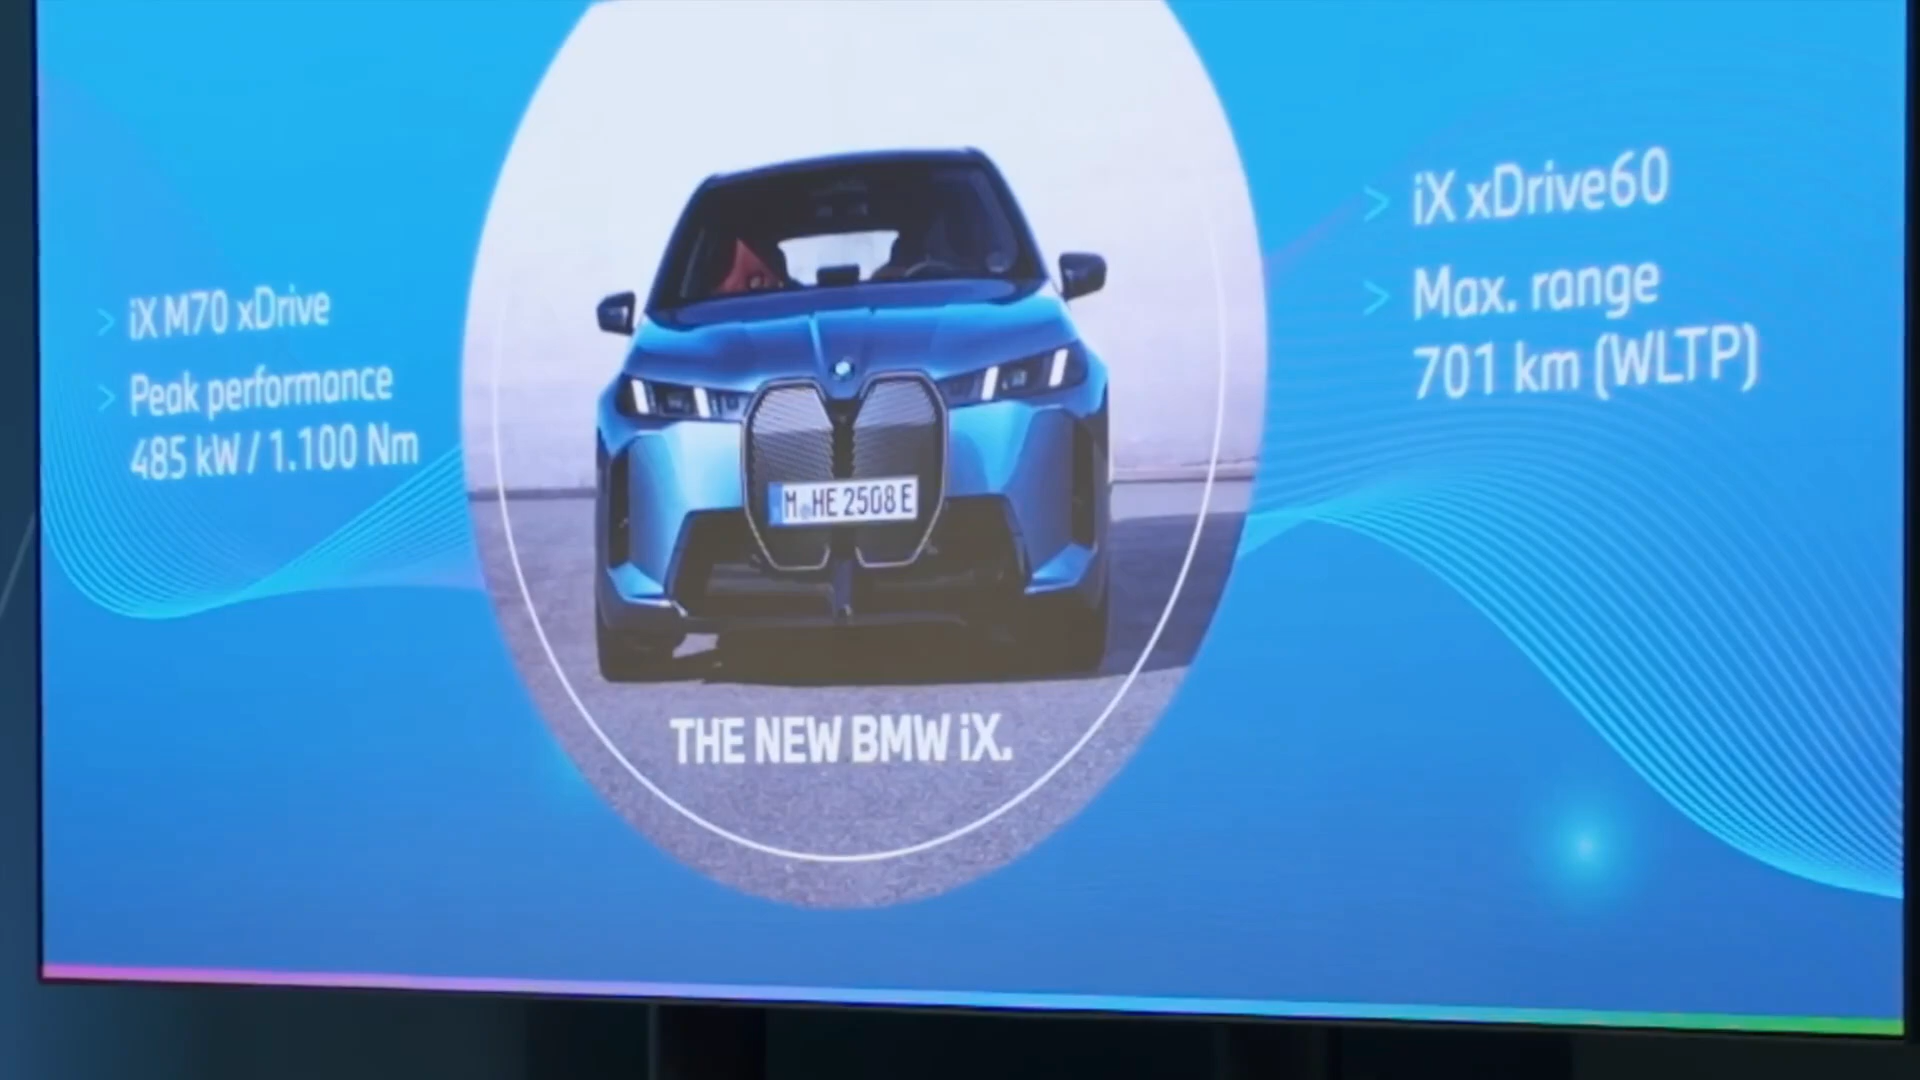 iX M70 xDrive
Peak performance
485 kW / 1.100 Nm
iX xDrive60
Max. range
701 km (WLTP)
M HE 2508 E
THE NEW BMW iX.